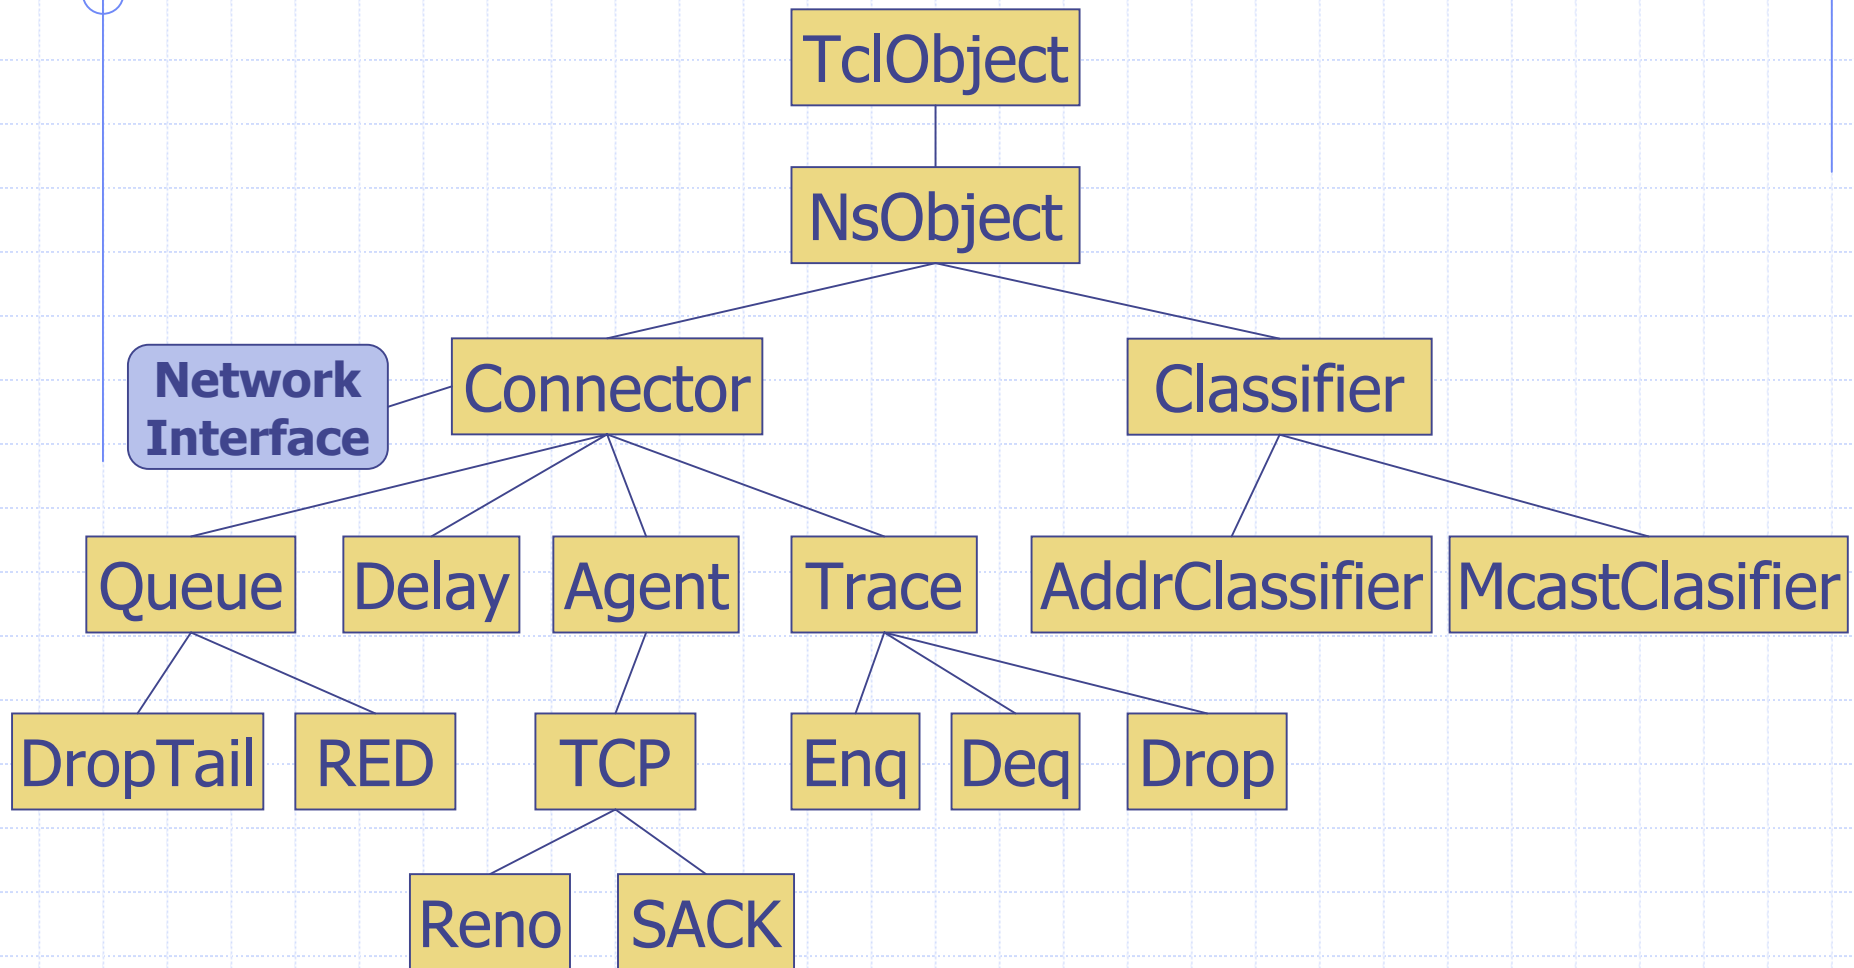 TclObject
NsObject
Network
Interface
Connector
Classifier
Queue
Delay
Agent
Trace
AddrClassifier
McastClasifier
DropTail
RED
TCP
Enq
Deq
Drop
Reno
SACK